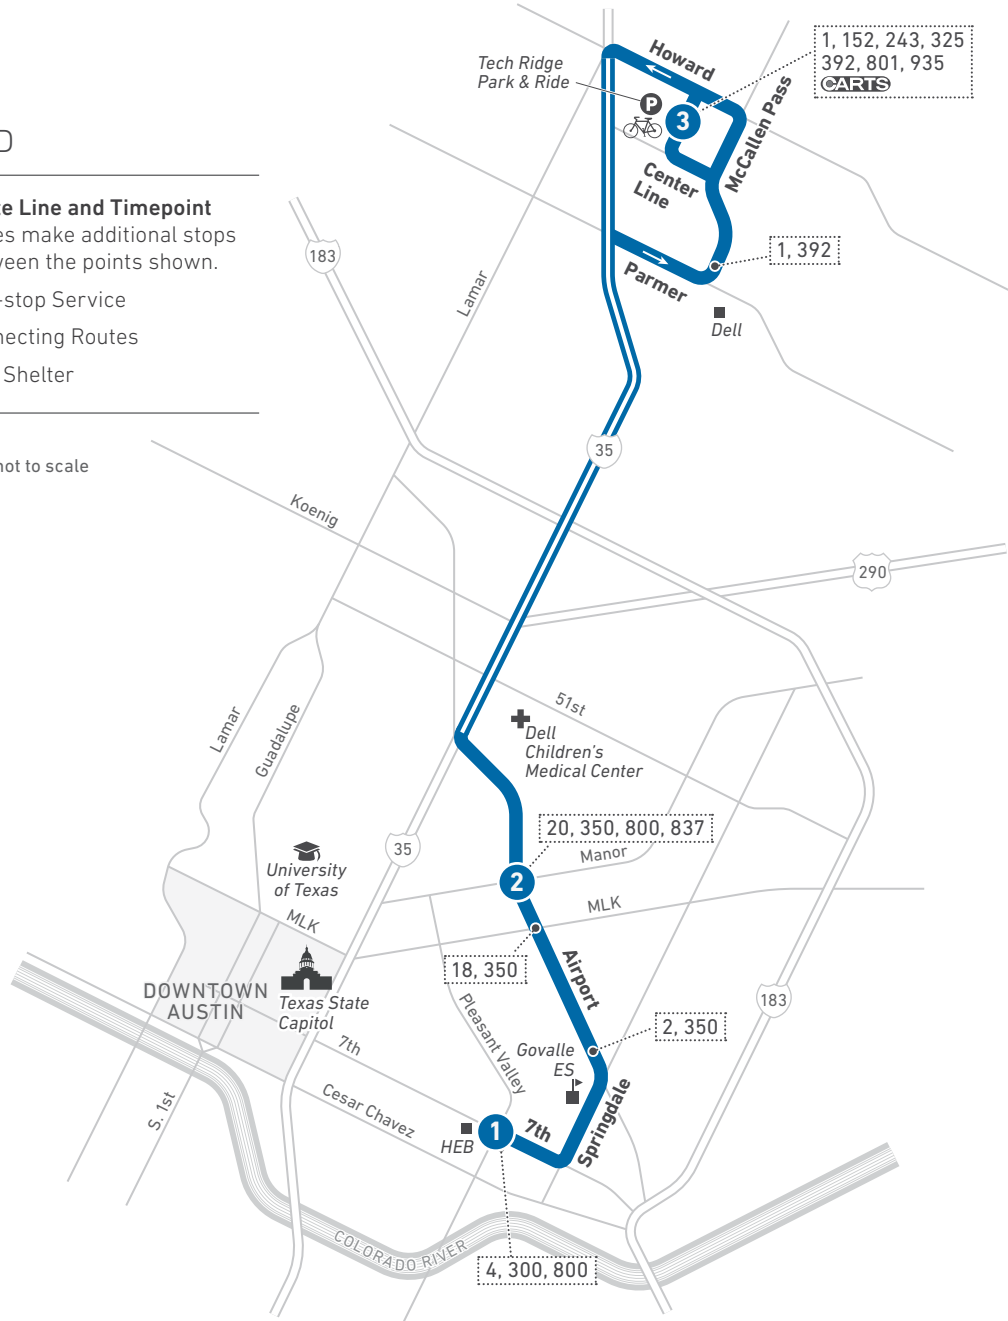 Howard
1, 152, 243, 325
392, 801, 935
CARTS
Tech Ridge
Park & Ride
P
3
McCallen Pass
Center
Line
D
Line and Timepoint
make additional stops
the points shown.
-stop Service
Routes
Shelter
not to scale
183
Lamar
1, 392
Parmer
Dell
35
Koenig
290
51st
Dell
Children's
Medical Center
Lamar
Guadalupe
20, 350, 800, 837
Manor
35
University
of Texas
2
MLK
MLK
18, 350
Airport
DOWNTOWN
AUSTIN
Texas State
Capitol
183
Pleasant Valley
2, 350
7th
Govalle
ES
Springdale
Cesar Chavez
S. 1st
HEB
1
7th
COLORADO RIVER
4, 300, 800